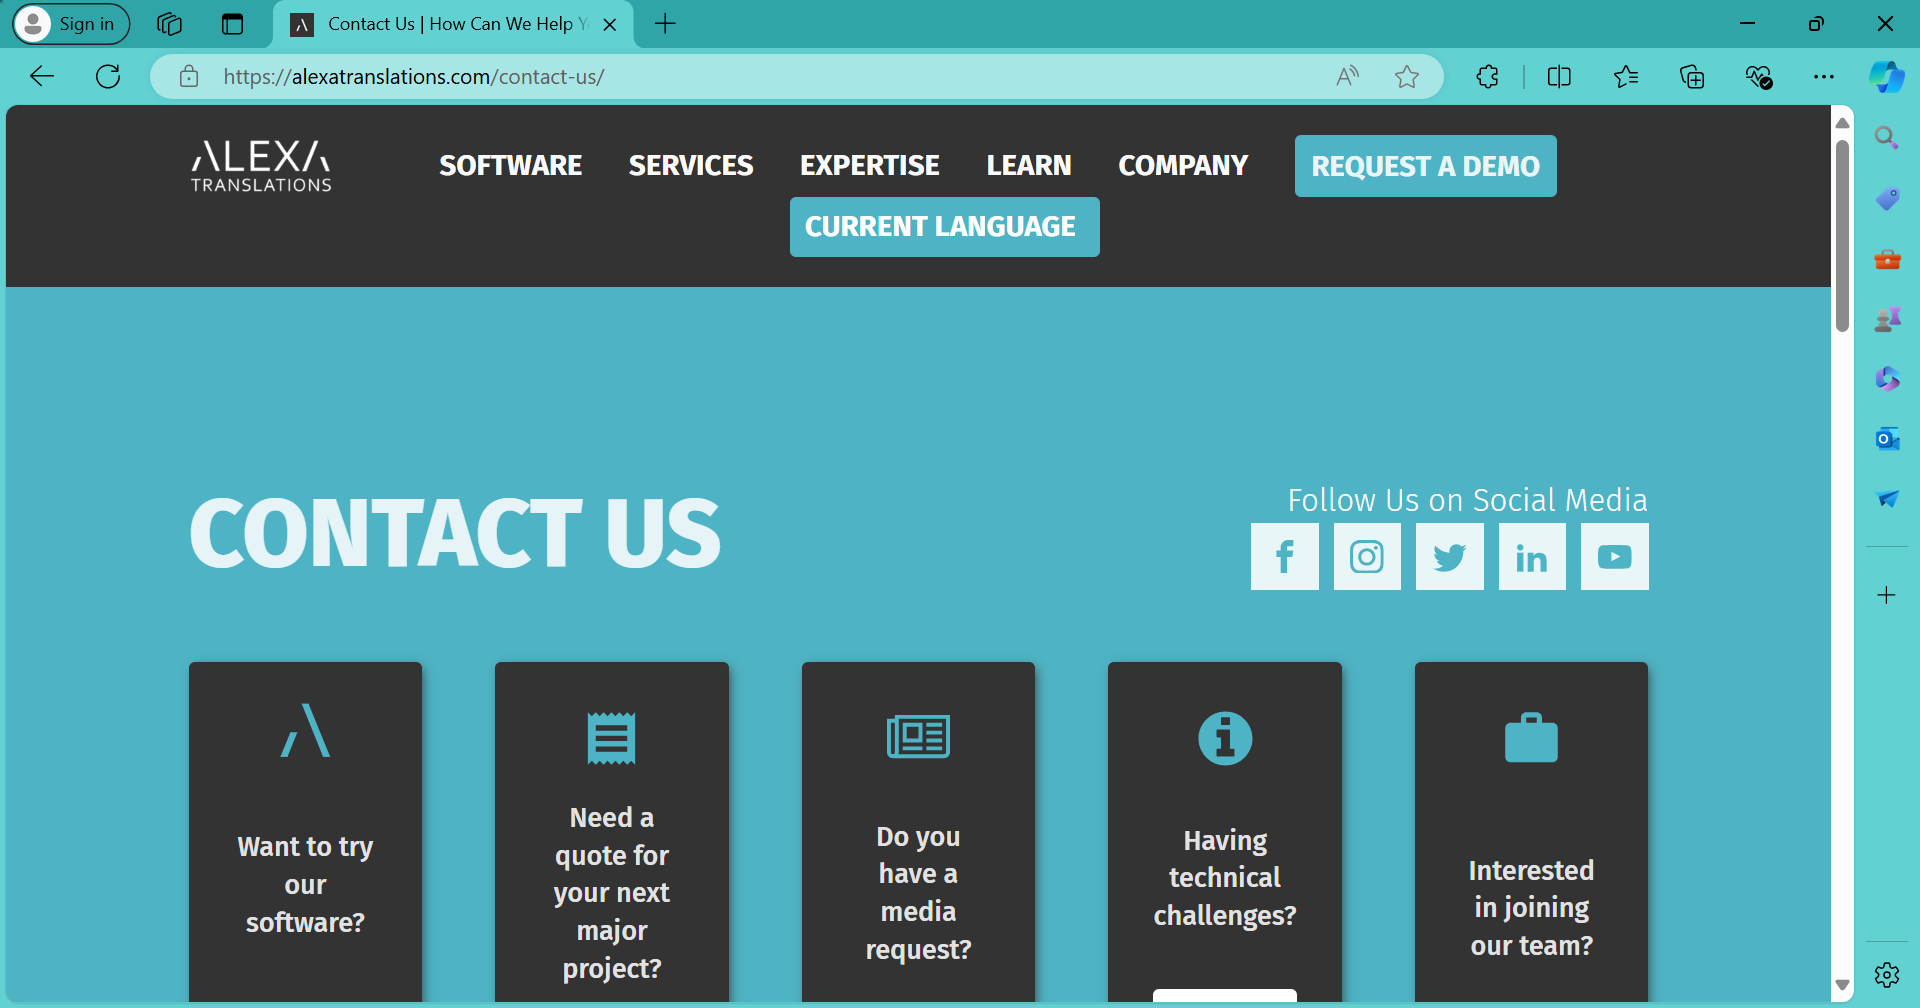 Sign in
Contact Us | How Can We Help
https://alexatranslations.com/contact-us/
ALEXA
TRANSLATIONS
SOFTWARE
SERVICES
EXPERTISE
LEARN
COMPANY
REQUEST A DEMO
CURRENT LANGUAGE
CONTACT US
Follow Us on Social Media
Want to try
our
software?
Need a
quote for
your next
major
project?
Do you
have a
media
request?
Having
technical
challenges?
Interested
in joining
our team?